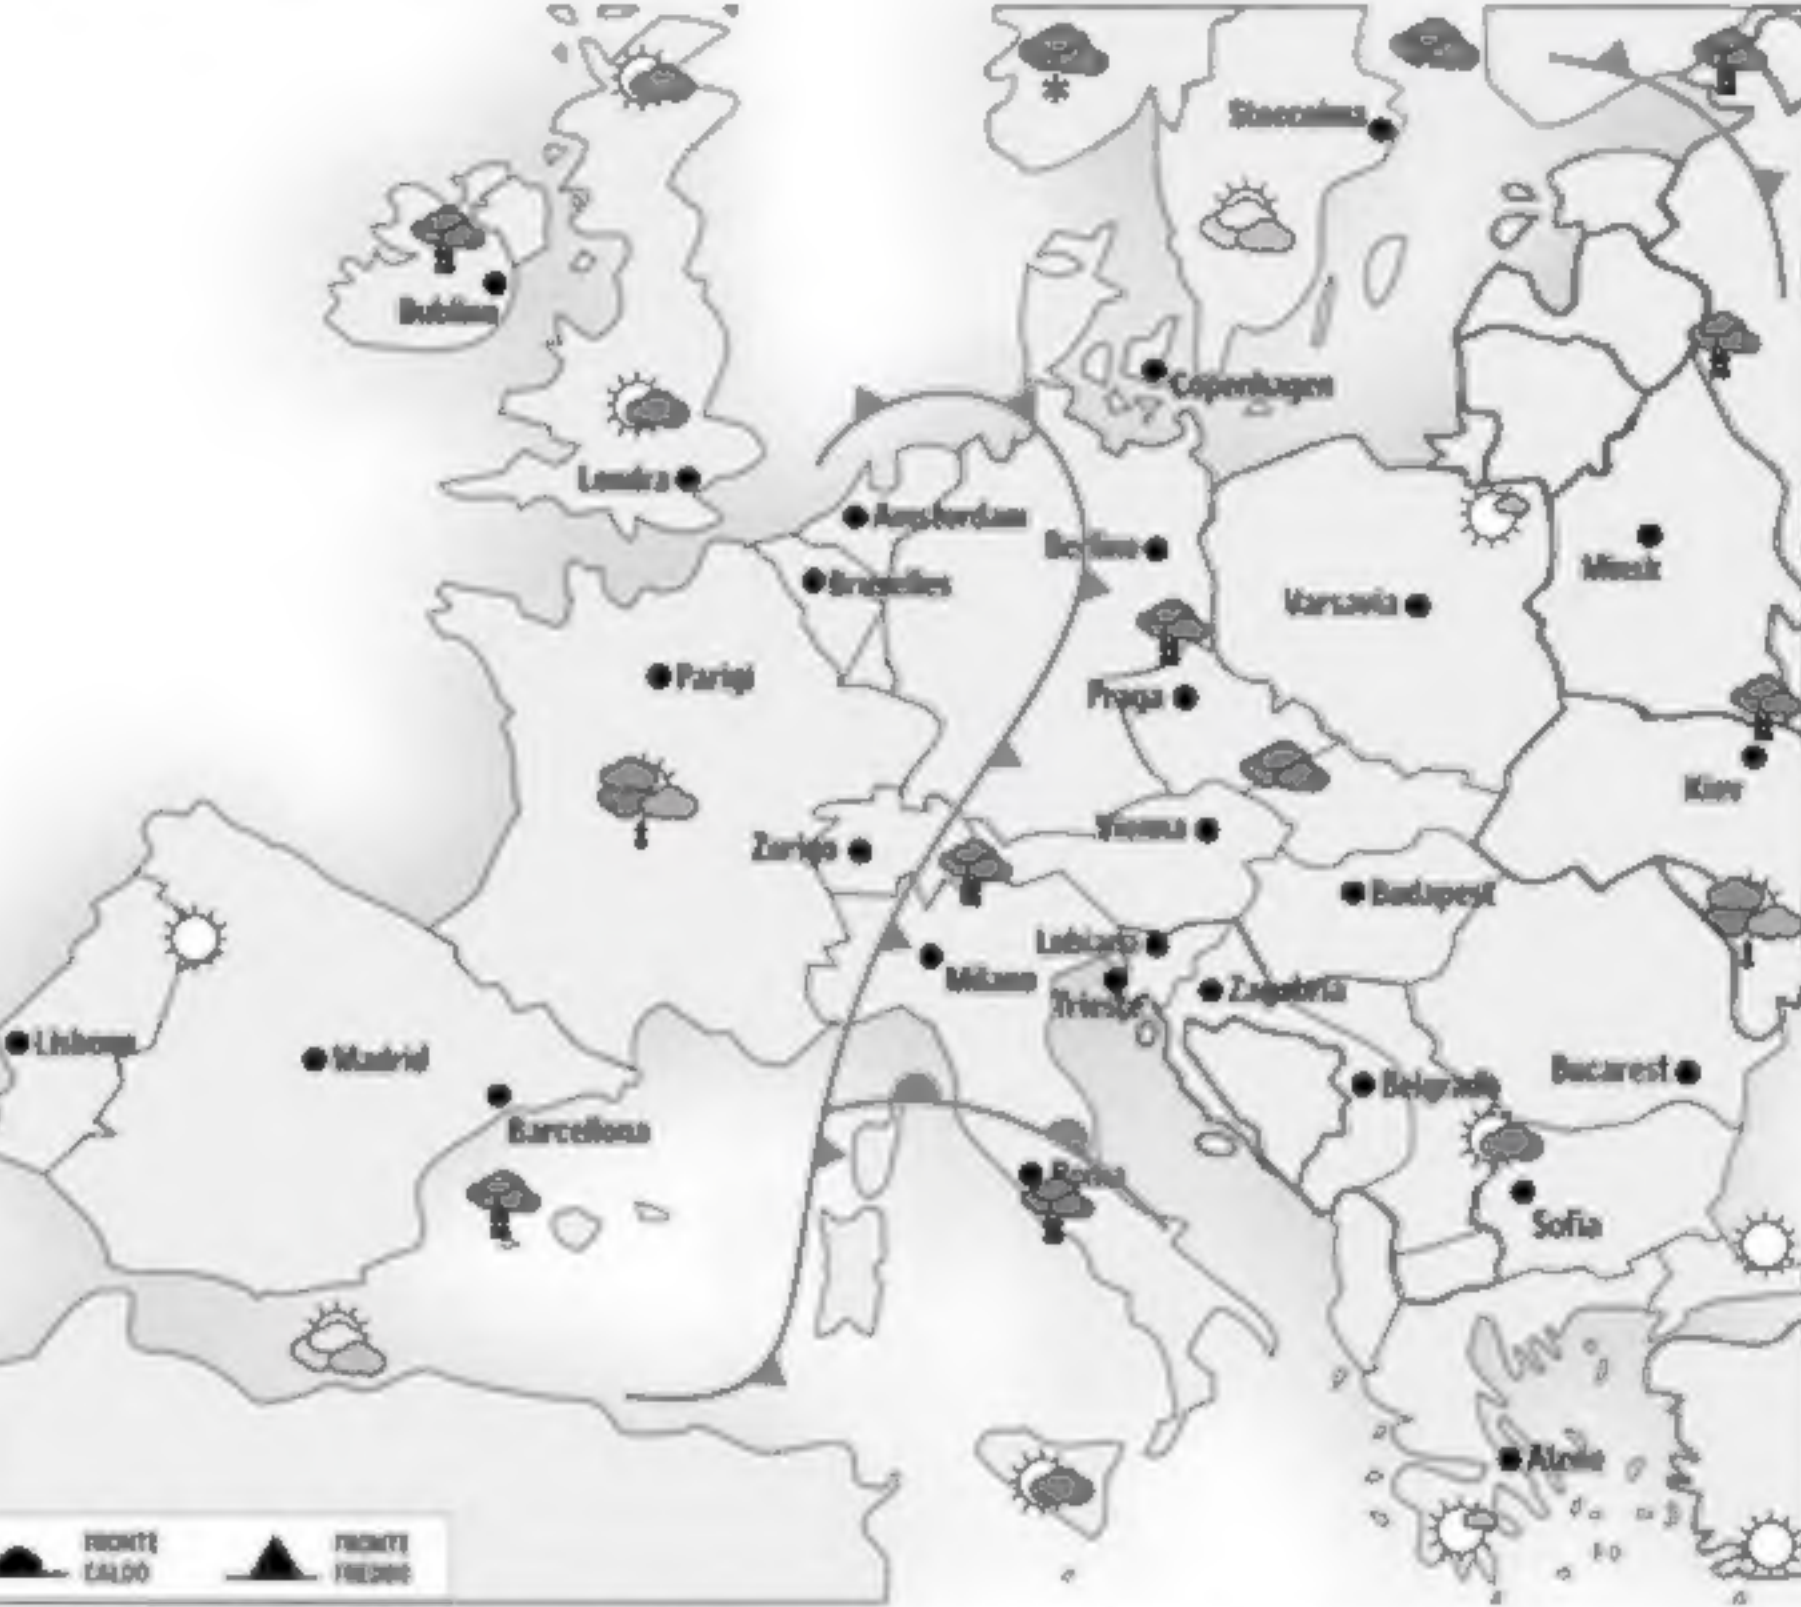 Stoccolma
Dublino
Copenhagen
Londra
Amsterdam
Berlino
Bruxelles
Minsk
Varsavia
Parigi
Praga
Kiev
Vienna
Zurigo
Budapest
Lubiana
Milano
Zagabria
Trieste
Lisbona
Madrid
Bucarest
Belgrado
Barcellona
Roma
Sofia
Atene
FRONTE
CALDO
FRONTE
FREDDO